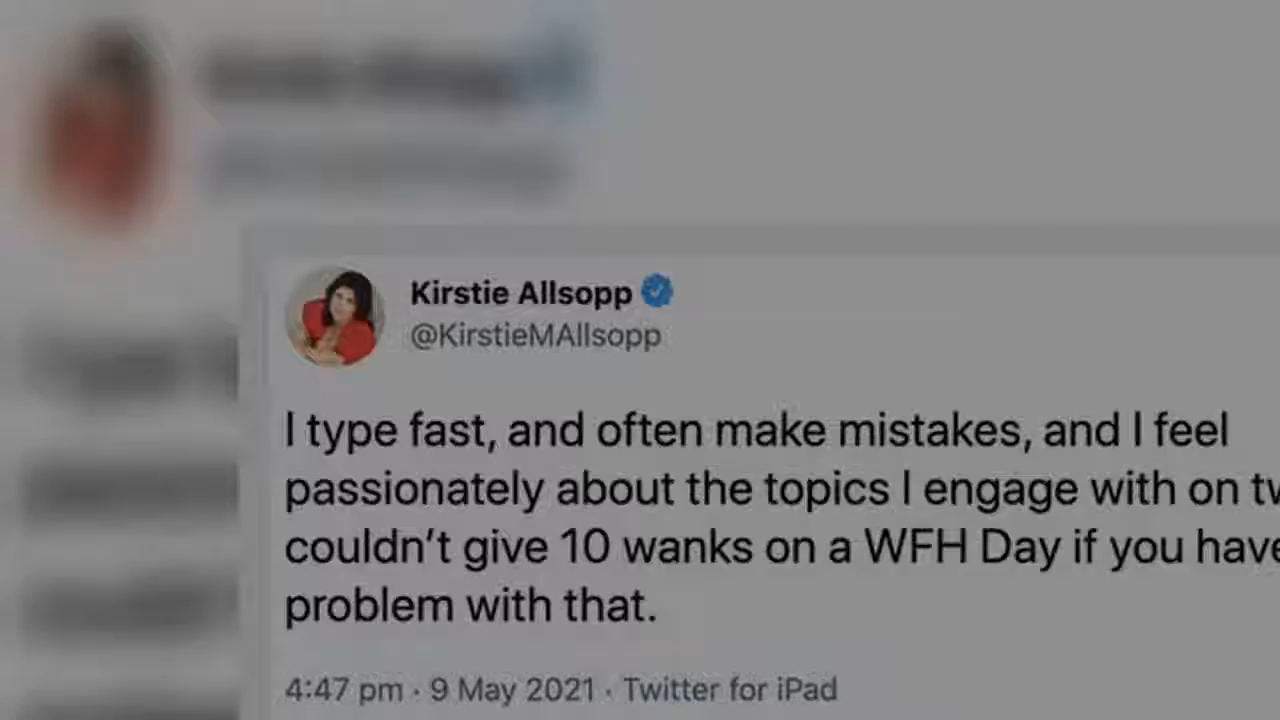 Kirstie Allsopp
@KirstieMAllsopp
I type fast, and often make mistakes, and I feel
passionately about the topics I engage with on
couldn't give 10 wanks on a WFH Day if you have
problem with that.
4:47 pm · 9 May 2021 · Twitter for iPad